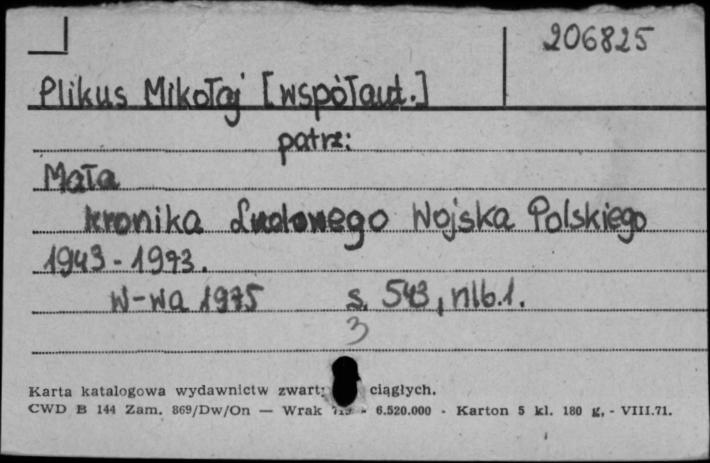 206825
Plikus Mikołaj [współaut.]
patrz:
Mała
kronika Ludowego Wojska Polskiego
1943-1973.
W-wa 1975 s. 543, nlb.1.
3
Karta katalogowa wydawnictw zwart: ciągłych.
CWD B 144 Zam. 869/Dw/On — Wrak - 6.520.000 - Karton 5 kl. 180 g. - VIII.71.